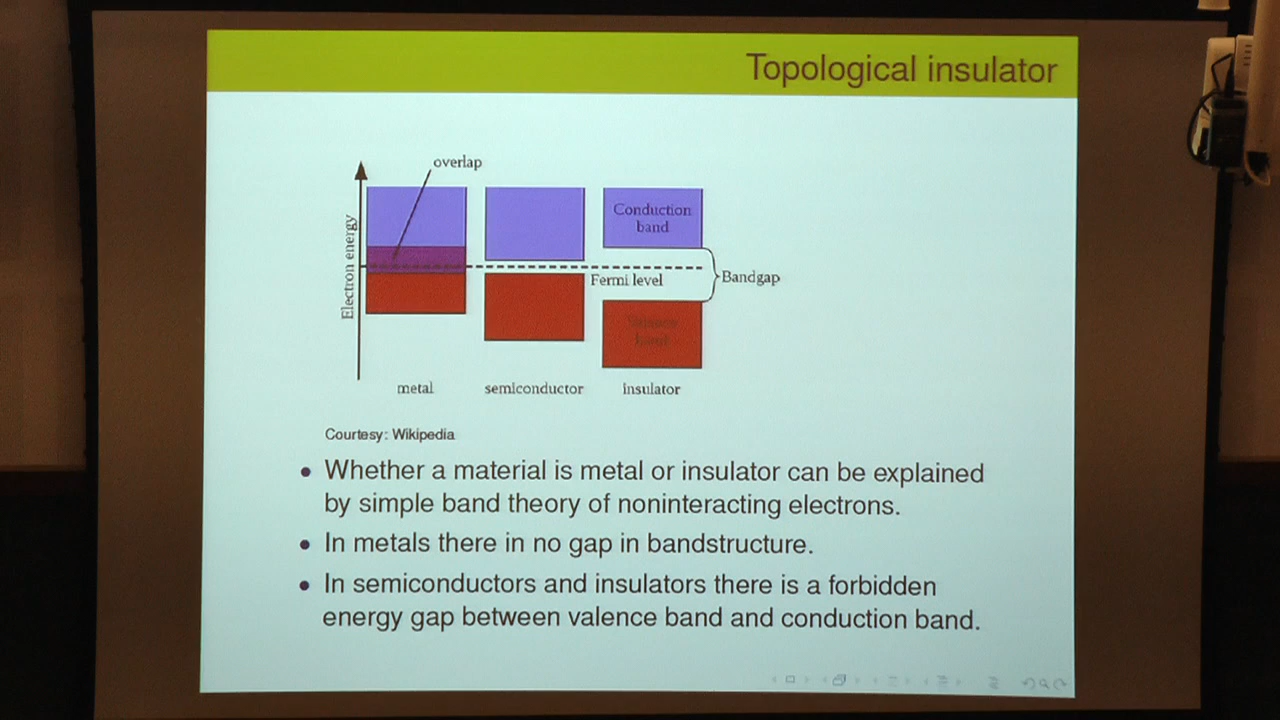 Topological insulator
overlap
Electron energy
Conduction
band
Fermi level
Bandgap
Valence
band
metal
semiconductor
insulator
Courtesy: Wikipedia
• Whether a material is metal or insulator can be explained
by simple band theory of noninteracting electrons.
• In metals there in no gap in bandstructure.
• In semiconductors and insulators there is a forbidden
energy gap between valence band and conduction band.